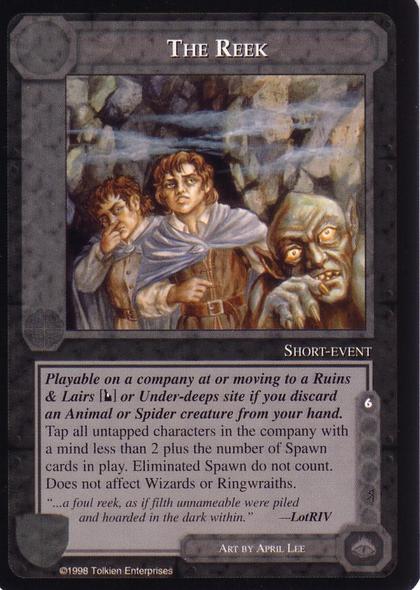 THE REEK
SHORT-EVENT
Playable on a company at or moving to a Ruins
& Lairs [] or Under-deeps site if you discard
an Animal or Spider creature from your hand.
Tap all untapped characters in the company with
a mind less than 2 plus the number of Spawn
cards in play. Eliminated Spawn do not count.
Does not affect Wizards or Ringwraiths.
6
"...a foul reek, as if filth unnameable were piled
and hoarded in the dark within." —LotRIV
ART BY APRIL LEE
©1998 Tolkien Enterprises